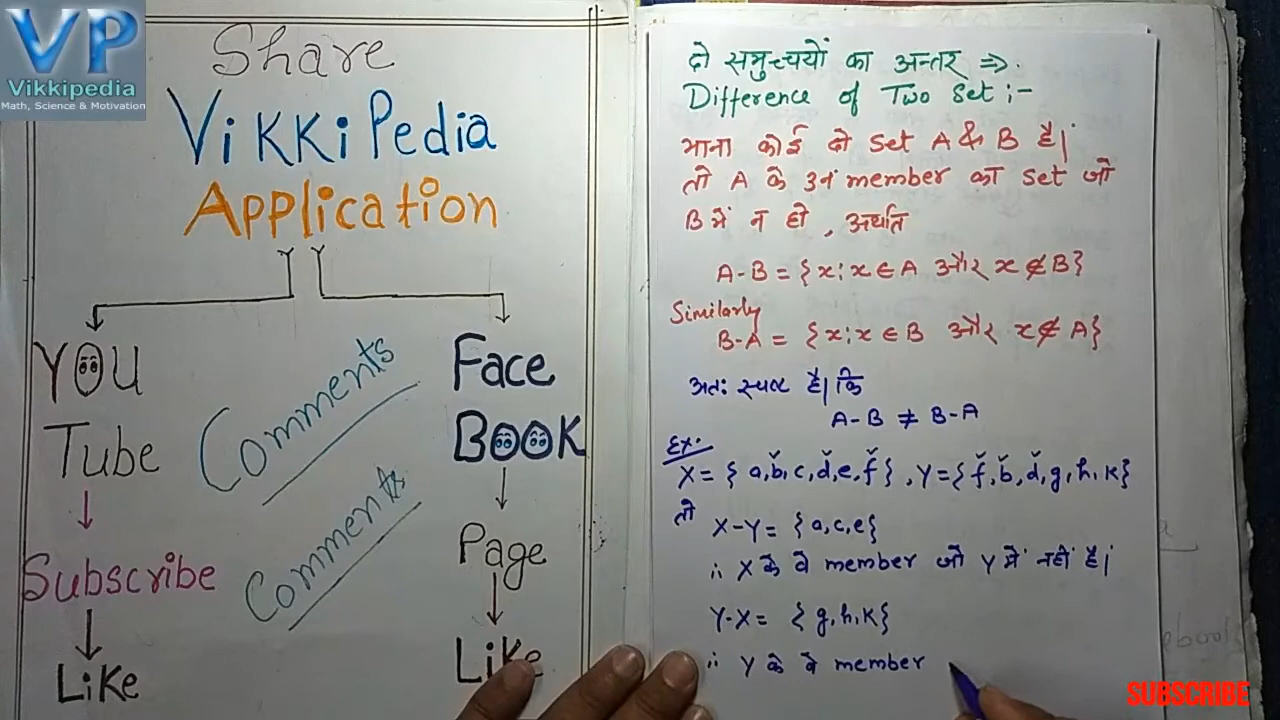 VP
Vikkipedia
Math, Science & Motivation
Share
ViKKiPedia
Application
YOU
Tube
Subscribe
Like
Comments
Comments
Face
BOOK
Page
Like
दो समुच्चयों का अन्तर ⇒.
Difference of Two Set :-
माना कोई दो Set A & B है।
तो A के उन member का Set जो
B में न हो , अर्थात
A-B = {x : x ∈ A और x ∉ B}
Similarly
B-A = {x : x ∈ B और x ∉ A}
अतः स्पष्ट है। कि
A-B ≠ B-A
Ex.
X = { a, b, c, d, e, f } , Y = { f, b, d, g, h, k}
तो X-Y = {a, c, e}
∴ X के वे member जो Y में नहीं है।
Y-X = { g, h, k}
∴ Y के वे member
SUBSCRIBE